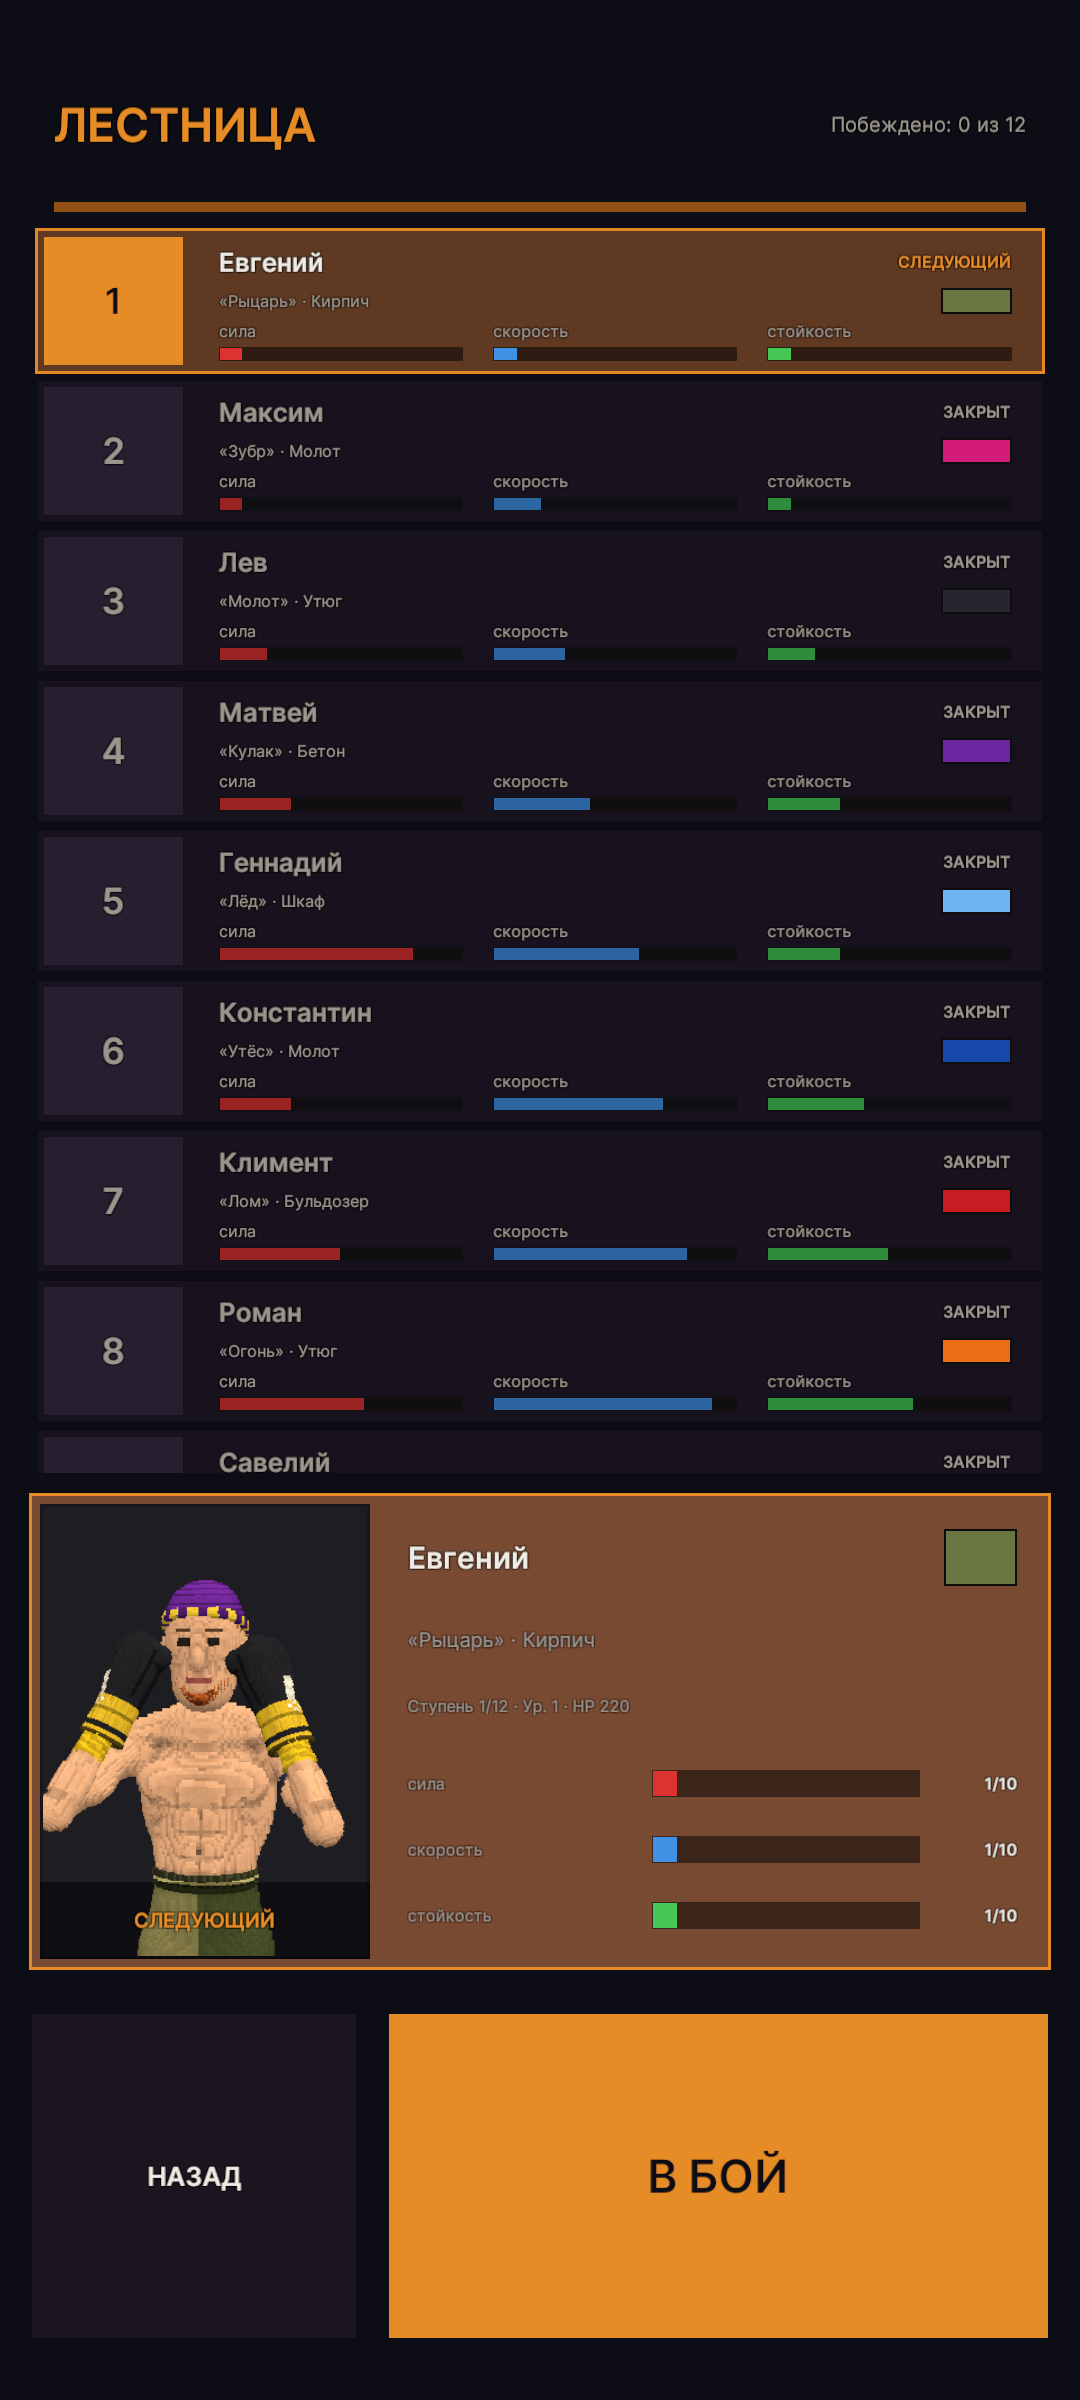 ЛЕСТНИЦА
Побеждено: 0 из 12
1
Евгений
СЛЕДУЮЩИЙ
«Рыцарь» · Кирпич
сила скорость стойкость
2
Максим
ЗАКРЫТ
«Зубр» · Молот
сила скорость стойкость
3
Лев
ЗАКРЫТ
«Молот» · Утюг
сила скорость стойкость
4
Матвей
ЗАКРЫТ
«Кулак» · Бетон
сила скорость стойкость
5
Геннадий
ЗАКРЫТ
«Лёд» · Шкаф
сила скорость стойкость
6
Константин
ЗАКРЫТ
«Утёс» · Молот
сила скорость стойкость
7
Климент
ЗАКРЫТ
«Лом» · Бульдозер
сила скорость стойкость
8
Роман
ЗАКРЫТ
«Огонь» · Утюг
сила скорость стойкость
Савелий
ЗАКРЫТ
Евгений
«Рыцарь» · Кирпич
Ступень 1/12 · Ур. 1 · HP 220
сила 1/10
скорость 1/10
стойкость 1/10
СЛЕДУЮЩИЙ
НАЗАД
В БОЙ